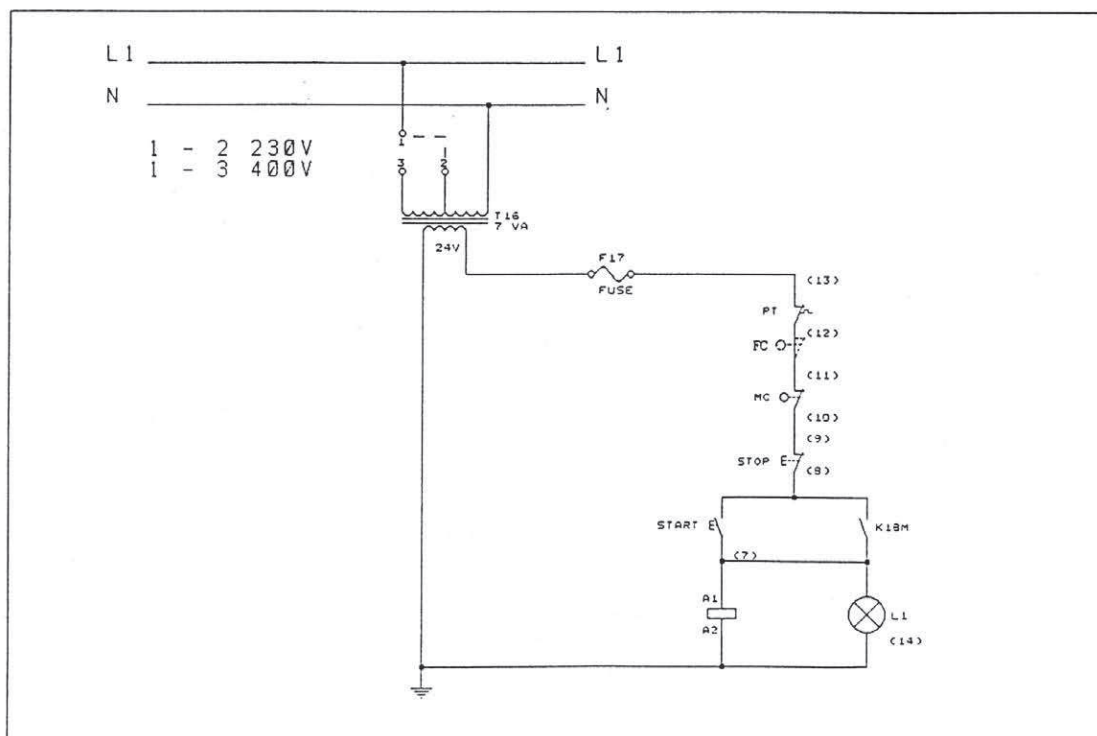 L1 L1
N N
1 - 2 230V
1 - 3 400V
1
3 2
T16
7 VA
24V
F17
FUSE
(13)
PT
(12)
FC
(11)
MC
(10)
(9)
STOP E
(8)
START E K18M
(7)
A1
L1
A2
(14)